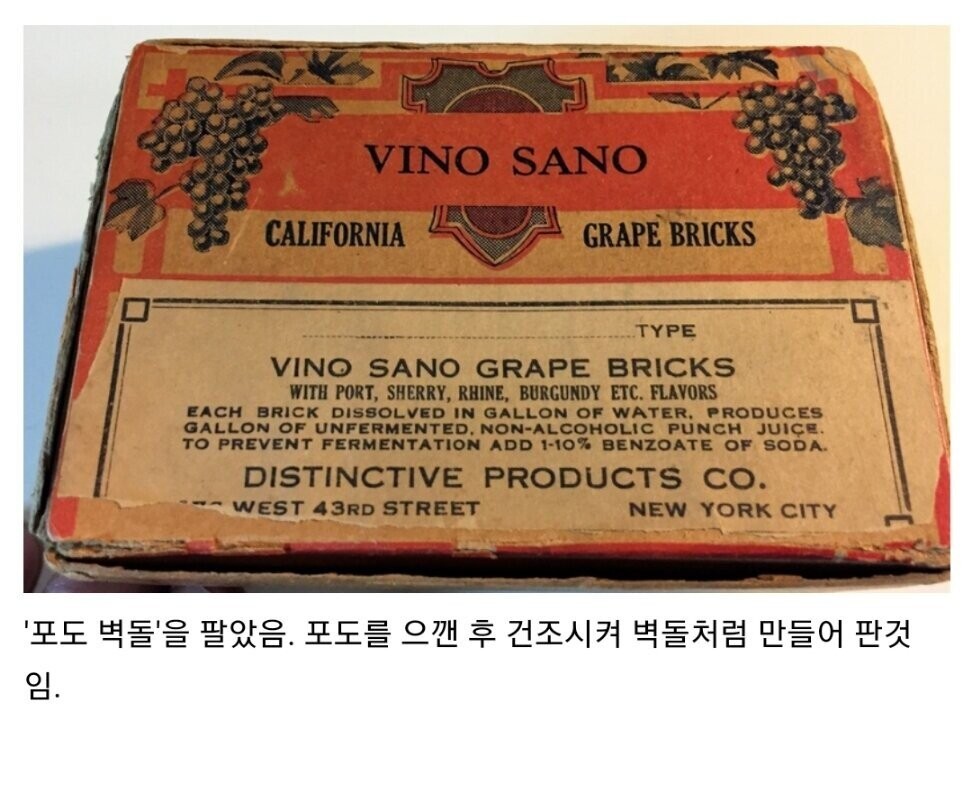 VINO SANO
CALIFORNIA GRAPE BRICKS
TYPE
VINO SANO GRAPE BRICKS
WITH PORT, SHERRY, RHINE, BURGUNDY ETC. FLAVORS
EACH BRICK DISSOLVED IN GALLON OF WATER, PRODUCES
GALLON OF UNFERMENTED, NON-ALCOHOLIC PUNCH JUICE.
TO PREVENT FERMENTATION ADD 1-10% BENZOATE OF SODA.
DISTINCTIVE PRODUCTS CO.
WEST 43RD STREET NEW YORK CITY
'포도 벽돌'을 팔았음. 포도를 으깬 후 건조시켜 벽돌처럼 만들어 판것
임.